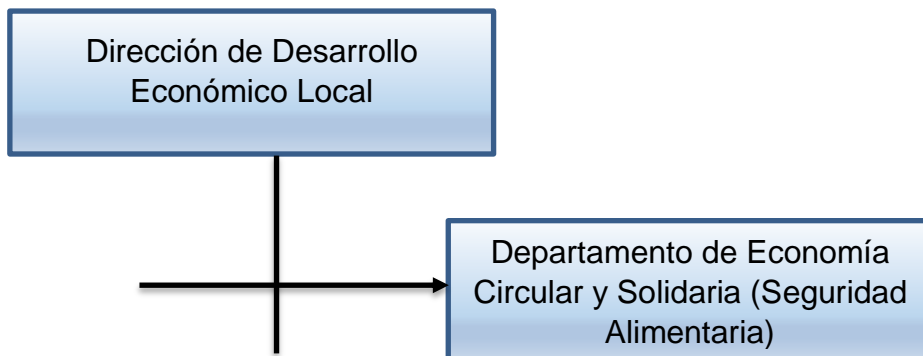 Dirección de Desarrollo
Económico Local
Departamento de Economía
Circular y Solidaria (Seguridad
Alimentaria)